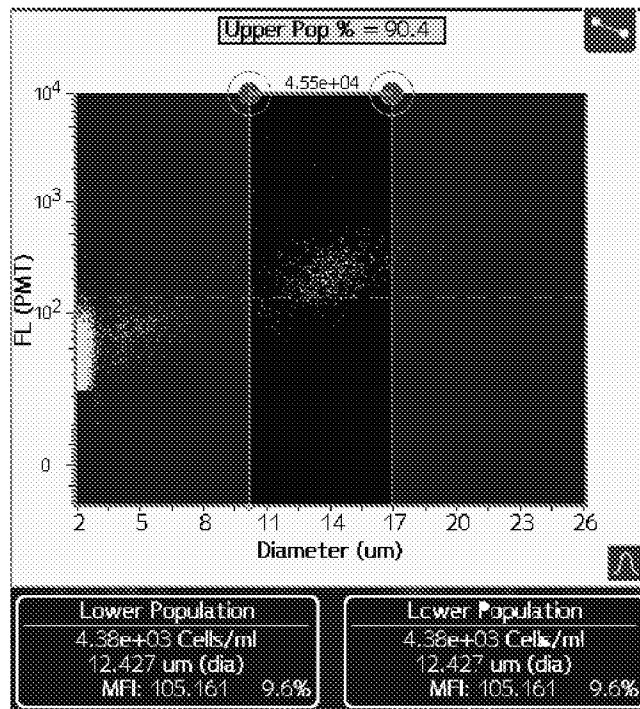 Upper Pop % = 90.4
4.55e+04
10⁴
10³
10²
0
FL (PMT)
2 5 8 11 14 17 20 23 26
Diameter (um)
Lower Population
4.38e+03 Cells/ml
12.427 um (dia)
MFI: 105.161 9.6%
Lower Population
4.38e+03 Cells/ml
12.427 um (dia)
MFI: 105.161 9.6%